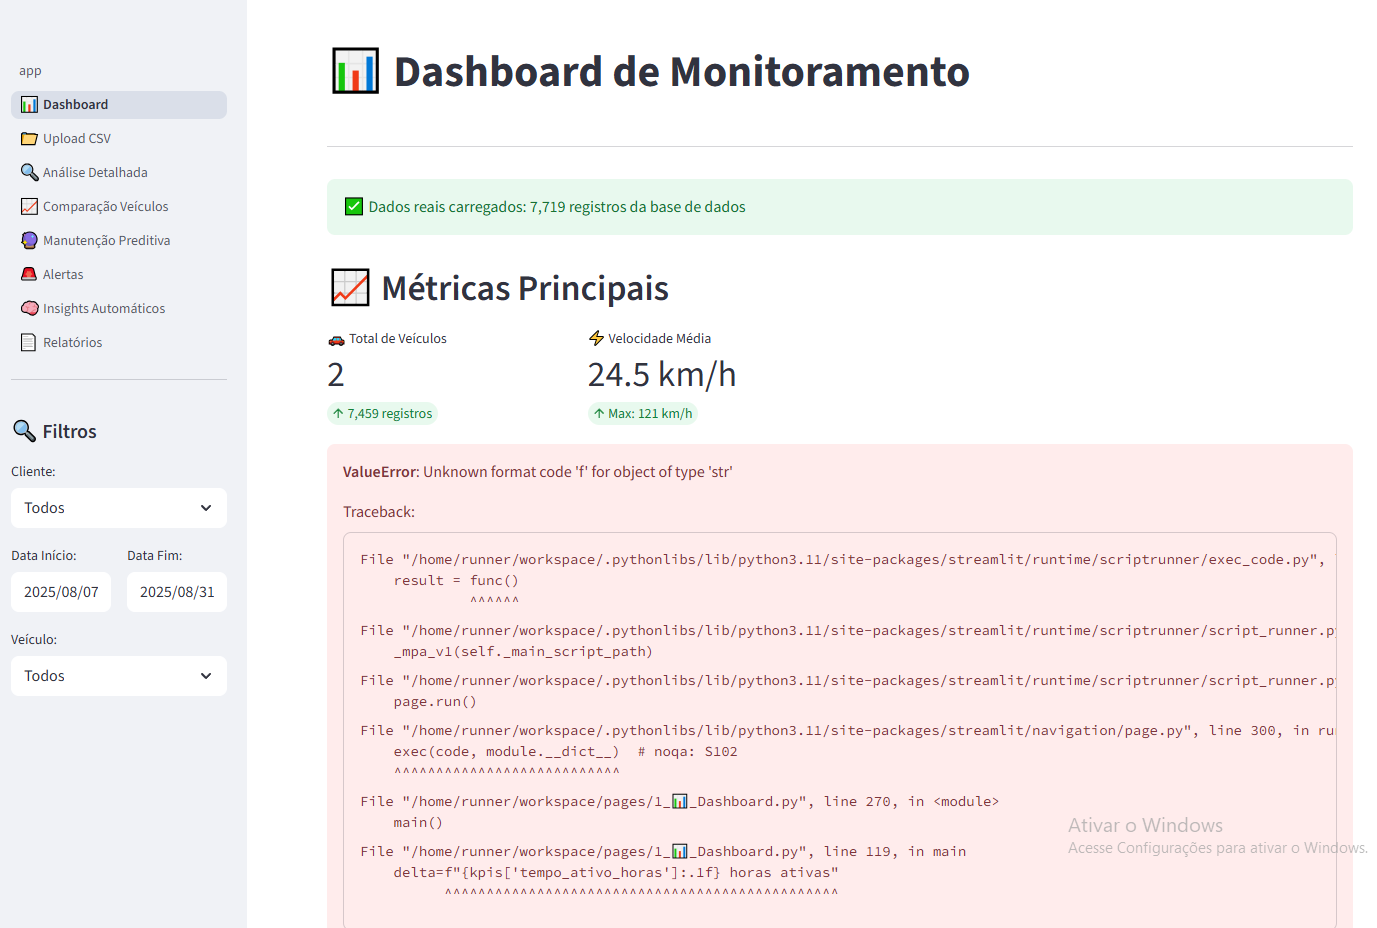 app
Dashboard
Upload CSV
Análise Detalhada
Comparação Veículos
Manutenção Preditiva
Alertas
Insights Automáticos
Relatórios
Filtros
Cliente:
Todos
Data Início: Data Fim:
2025/08/07 2025/08/31
Veículo:
Todos
Dashboard de Monitoramento
Dados reais carregados: 7,719 registros da base de dados
Métricas Principais
Total de Veículos
2
↑ 7,459 registros
Velocidade Média
24.5 km/h
↑ Max: 121 km/h
ValueError: Unknown format code 'f' for object of type 'str'
Traceback:
File "/home/runner/workspace/.pythonlibs/lib/python3.11/site-packages/streamlit/runtime/scriptrunner/exec_code.py",
result = func()
^^^^^^
File "/home/runner/workspace/.pythonlibs/lib/python3.11/site-packages/streamlit/runtime/scriptrunner/script_runner.p
_mpa_v1(self._main_script_path)
File "/home/runner/workspace/.pythonlibs/lib/python3.11/site-packages/streamlit/runtime/scriptrunner/script_runner.p
page.run()
File "/home/runner/workspace/.pythonlibs/lib/python3.11/site-packages/streamlit/navigation/page.py", line 300, in ru
exec(code, module.__dict__)  # noqa: S102
^^^^^^^^^^^^^^^^^^^^^^^^^^^
File "/home/runner/workspace/pages/1_📊_Dashboard.py", line 270, in <module>
main()
File "/home/runner/workspace/pages/1_📊_Dashboard.py", line 119, in main
delta=f"{kpis['tempo_ativo_horas']:.1f} horas ativas"
^^^^^^^^^^^^^^^^^^^^^^^^^^^^^^^^^^^^^^^^^^^^^^^
Ativar o Windows
Acesse Configurações para ativar o Windows.